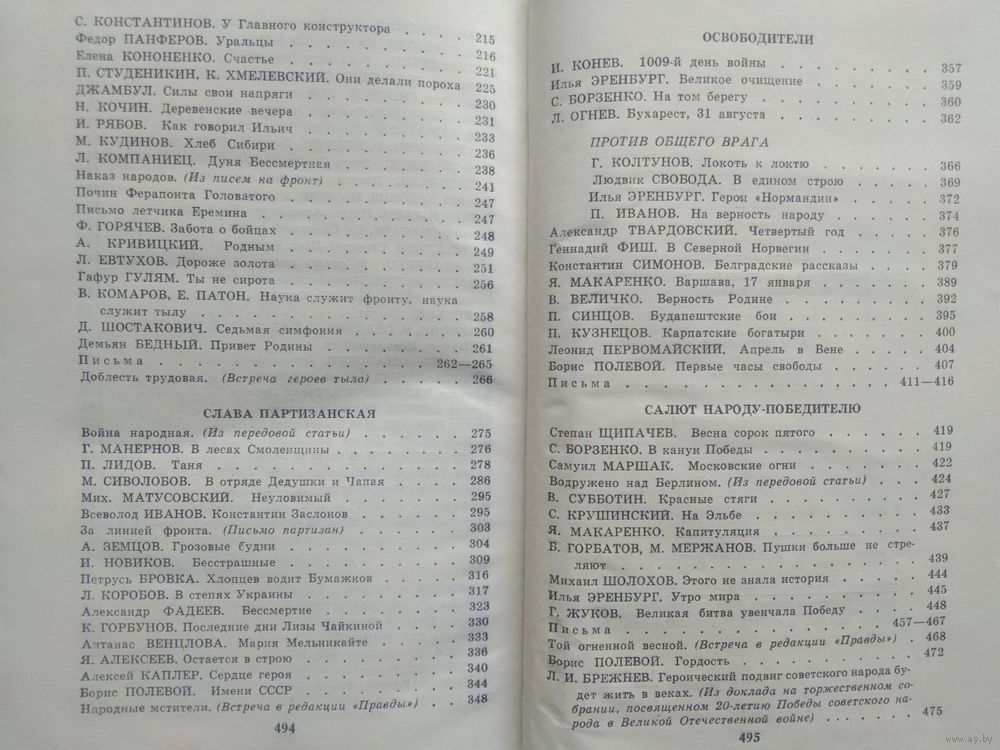 С. КОНСТАНТИНОВ. У Главного конструктора . . . . 215
Федор ПАНФЕРОВ. Уральцы . . . . . . . . . 216
Елена КОНОНЕНКО. Счастье . . . . . . . . . 221
П. СТУДЕНИКИН, К. ХМЕЛЕВСКИЙ. Они делали пороха 225
ДЖАМБУЛ. Силы свои напряги . . . . . . . . 230
Н. КОЧИН. Деревенские вечера . . . . . . . . 231
И. РЯБОВ. Как говорил Ильич . . . . . . . . 233
М. КУДИНОВ. Хлеб Сибири . . . . . . . . . 236
Л. КОМПАНИЕЦ. Дуня Бессмертная . . . . . . . 238
Наказ народов. (Из писем на фронт) . . . . . . . 241
Почин Ферапонта Головатого . . . . . . . . . 247
Письмо летчика Еремина . . . . . . . . . . 247
Ф. ГОРЯЧЕВ. Забота о бойцах . . . . . . . . 248
А. КРИВИЦКИЙ. Родным . . . . . . . . . . 249
Л. ЕВТУХОВ. Дороже золота . . . . . . . . . 251
Гафур ГУЛЯМ. Ты не сирота . . . . . . . . . 256
В. КОМАРОВ, Е. ПАТОН. Наука служит фронту, наука
служит тылу . . . . . . . . . . . . 258
Д. ШОСТАКОВИЧ. Седьмая симфония . . . . . . 260
Демьян БЕДНЫЙ. Привет Родины . . . . . . . 261
Письма . . . . . . . . . . . . . 262—265
Доблесть трудовая. (Встреча героев тыла) . . . . . 266
СЛАВА ПАРТИЗАНСКАЯ
Война народная. (Из передовой статьи) . . . . . . 275
Г. МАНЕРНОВ. В лесах Смоленщины . . . . . . 276
П. ЛИДОВ. Таня . . . . . . . . . . . . 278
М. СИВОЛОБОВ. В отряде Дедушки и Чапая . . . . 286
Мих. МАТУСОВСКИЙ. Неуловимый . . . . . . . 295
Всеволод ИВАНОВ. Константин Заслонов . . . . . 295
За линией фронта. (Письмо партизан) . . . . . . 303
А. ЗЕМЦОВ. Грозовые будни . . . . . . . . . 304
И. НОВИКОВ. Бесстрашные . . . . . . . . . 309
Петрусь БРОВКА. Хлопцев водит Бумажков . . . . 316
Л. КОРОБОВ. В степях Украины . . . . . . . . 317
Александр ФАДЕЕВ. Бессмертие . . . . . . . . 323
К. ГОРБУНОВ. Последние дни Лизы Чайкиной . . . . 330
Антанас ВЕНЦЛОВА. Мария Мельникайте . . . . . 333
Я. АЛЕКСЕЕВ. Остается в строю . . . . . . . . 336
Алексей КАПЛЕР. Сердце героя . . . . . . . . 340
Борис ПОЛЕВОЙ. Имени СССР . . . . . . . . 344
Народные мстители. (Встреча в редакции «Правды») . . 348
494
ОСВОБОДИТЕЛИ
И. КОНЕВ. 1009-й день войны . . . . . . . . 357
Илья ЭРЕНБУРГ. Великое очищение . . . . . . . 359
С. БОРЗЕНКО. На том берегу . . . . . . . . . 360
Л. ОГНЕВ. Бухарест, 31 августа . . . . . . . . 362
ПРОТИВ ОБЩЕГО ВРАГА
Г. КОЛТУНОВ. Локоть к локтю . . . . . . . 366
Людвик СВОБОДА. В едином строю . . . . . . 369
Илья ЭРЕНБУРГ. Герои «Нормандии» . . . . . 372
П. ИВАНОВ. На верность народу . . . . . . 374
Александр ТВАРДОВСКИЙ. Четвертый год . . . . . 376
Геннадий ФИШ. В Северной Норвегии . . . . . . 377
Константин СИМОНОВ. Белградские рассказы . . . . 379
Я. МАКАРЕНКО. Варшава, 17 января . . . . . . 389
В. ВЕЛИЧКО. Верность Родине . . . . . . . . 392
П. СИНЦОВ. Будапештские бои . . . . . . . . 395
П. КУЗНЕЦОВ. Карпатские богатыри . . . . . . . 400
Леонид ПЕРВОМАЙСКИЙ. Апрель в Вене . . . . . 404
Борис ПОЛЕВОЙ. Первые часы свободы . . . . . . 407
Письма . . . . . . . . . . . . . 411—416
САЛЮТ НАРОДУ-ПОБЕДИТЕЛЮ
Степан ЩИПАЧЕВ. Весна сорок пятого . . . . . . 419
С. БОРЗЕНКО. В канун Победы . . . . . . . . 419
Самуил МАРШАК. Московские огни . . . . . . . 422
Водружено над Берлином. (Из передовой статьи) . . . 424
В. СУББОТИН. Красные стяги . . . . . . . . . 427
С. КРУШИНСКИЙ. На Эльбе . . . . . . . . . 433
Я. МАКАРЕНКО. Капитуляция . . . . . . . . . 437
Б. ГОРБАТОВ, М. МЕРЖАНОВ. Пушки больше не стре-
ляют . . . . . . . . . . . . . . 439
Михаил ШОЛОХОВ. Этого не знала история . . . . 444
Илья ЭРЕНБУРГ. Утро мира . . . . . . . . . 445
Г. ЖУКОВ. Великая битва увенчала Победу . . . . 448
Письма . . . . . . . . . . . . . 457—467
Той огненной весной. (Встреча в редакции «Правды») . 468
Борис ПОЛЕВОЙ. Гордость . . . . . . . . . . 472
Л. И. БРЕЖНЕВ. Героический подвиг советского народа бу-
дет жить в веках. (Из доклада на торжественном со-
брании, посвященном 20-летию Победы советского на-
рода в Великой Отечественной войне) . . . . . . 475
495
www.ay.by